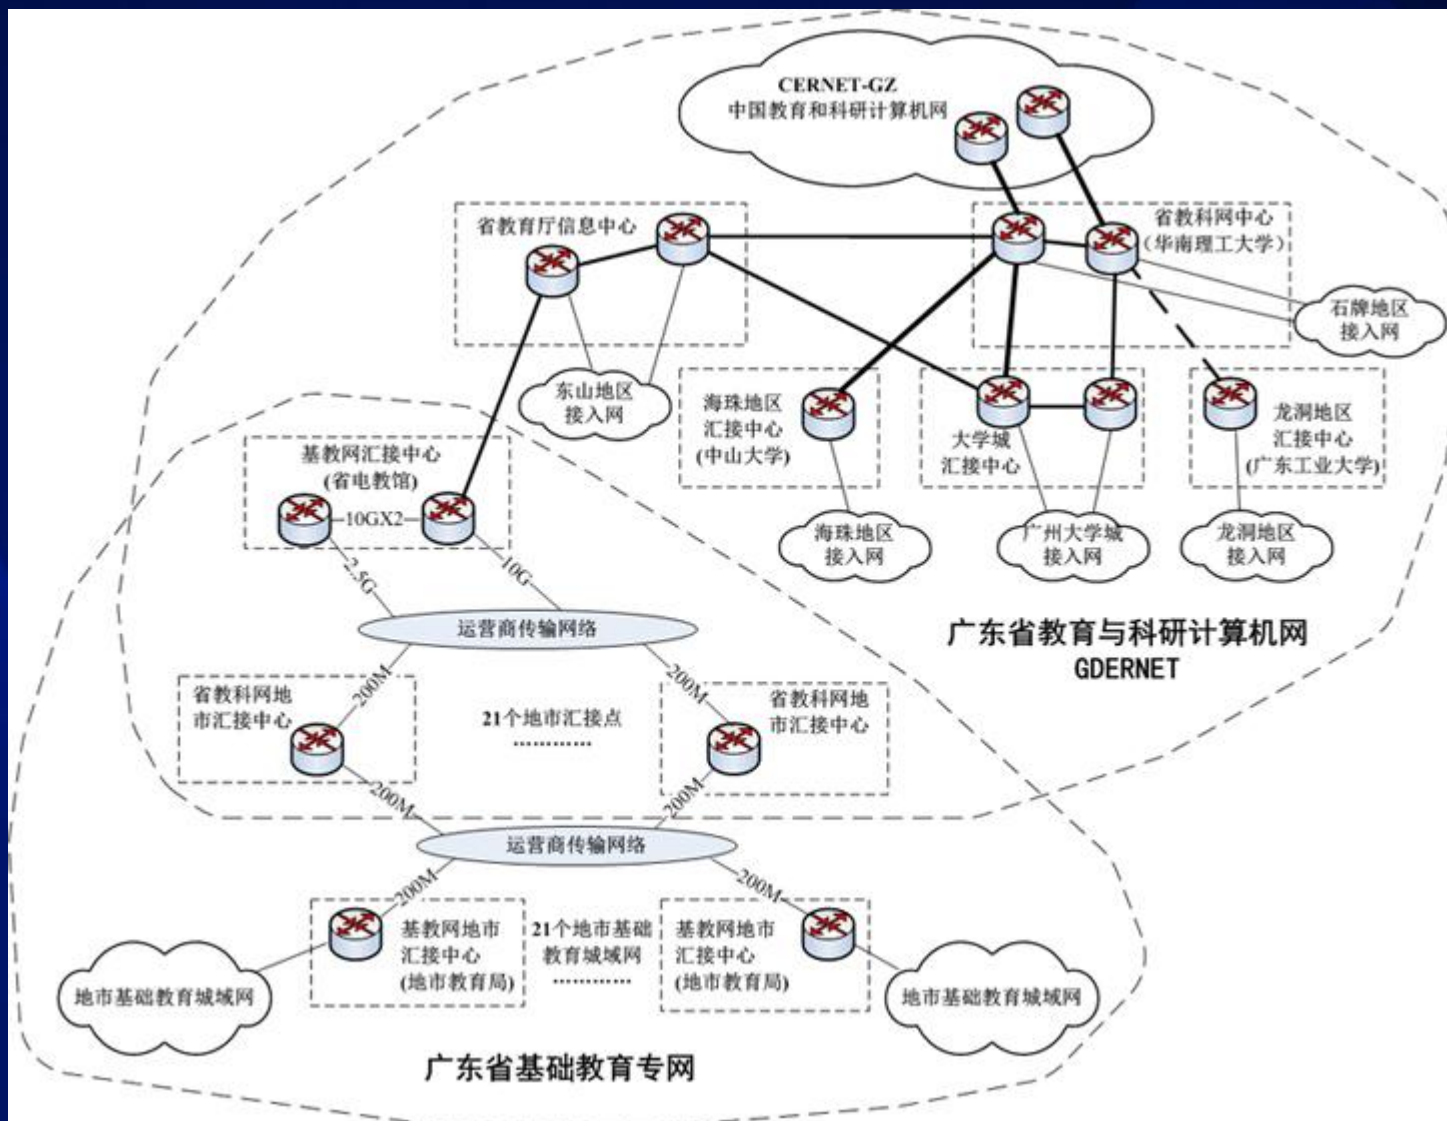 CERNET-GZ
中国教育和科研计算机网
省教育厅信息中心
省教科网中心
（华南理工大学）
石牌地区
接入网
东山地区
接入网
海珠地区
汇接中心
(中山大学)
大学城
汇接中心
龙洞地区
汇接中心
(广东工业大学)
基教网汇接中心
(省电教馆)
10GX2
海珠地区
接入网
广州大学城
接入网
龙洞地区
接入网
2.5G
10G
运营商传输网络
广东省教育与科研计算机网
GDERNET
200M
200M
省教科网地
市汇接中心
21个地市汇接点
…………
省教科网地
市汇接中心
200M
200M
运营商传输网络
200M
200M
基教网地市
汇接中心
(地市教育局)
21个地市基础
教育城域网
…………
基教网地市
汇接中心
(地市教育局)
地市基础教育城域网
地市基础教育城域网
广东省基础教育专网